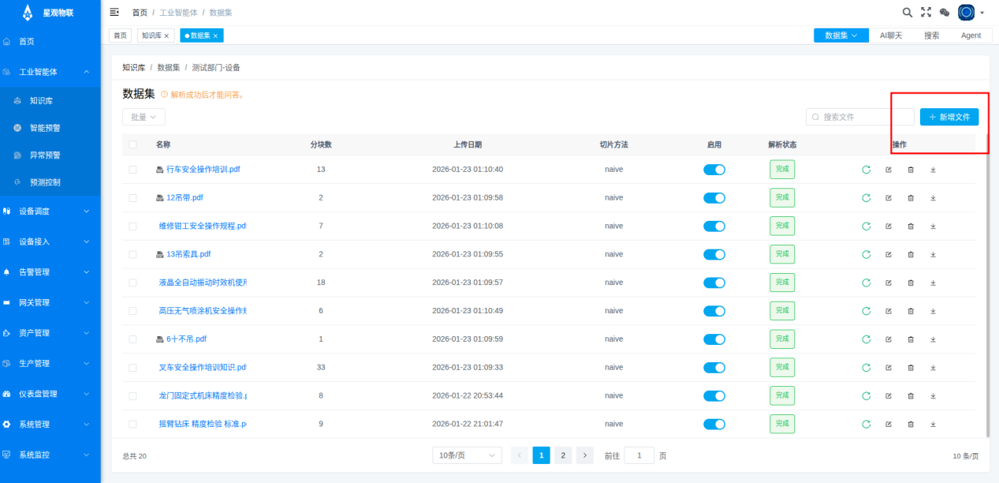 星观物联
首页 / 工业智能体 / 数据集
首页 知识库 × 数据集 ×
数据集 AI聊天 搜索 Agent
首页
工业智能体
知识库
智能预警
异常预警
预测控制
设备调度
设备接入
告警管理
网关管理
资产管理
生产管理
仪表盘管理
系统管理
系统监控
知识库 / 数据集 / 测试部门-设备
数据集 解析成功后才能问答。
批量
搜索文件
+ 新增文件
名称 分块数 上传日期 切片方法 启用 解析状态 操作
行车安全操作培训.pdf 13 2026-01-23 01:10:40 naive 完成
12吊带.pdf 2 2026-01-23 01:09:58 naive 完成
维修钳工安全操作规程.pdf 7 2026-01-23 01:10:08 naive 完成
13吊索具.pdf 2 2026-01-23 01:09:55 naive 完成
液晶全自动振动时效机使用 18 2026-01-23 01:09:57 naive 完成
高压无气喷涂机安全操作规 6 2026-01-23 01:10:49 naive 完成
6十不吊.pdf 1 2026-01-23 01:09:59 naive 完成
叉车安全操作培训知识.pdf 33 2026-01-23 01:09:33 naive 完成
龙门固定式机床精度检验.p 8 2026-01-22 20:53:44 naive 完成
摇臂钻床 精度检验 标准.p 9 2026-01-22 21:01:47 naive 完成
总共 20
10条/页
1 2
前往 1 页
10 条/页